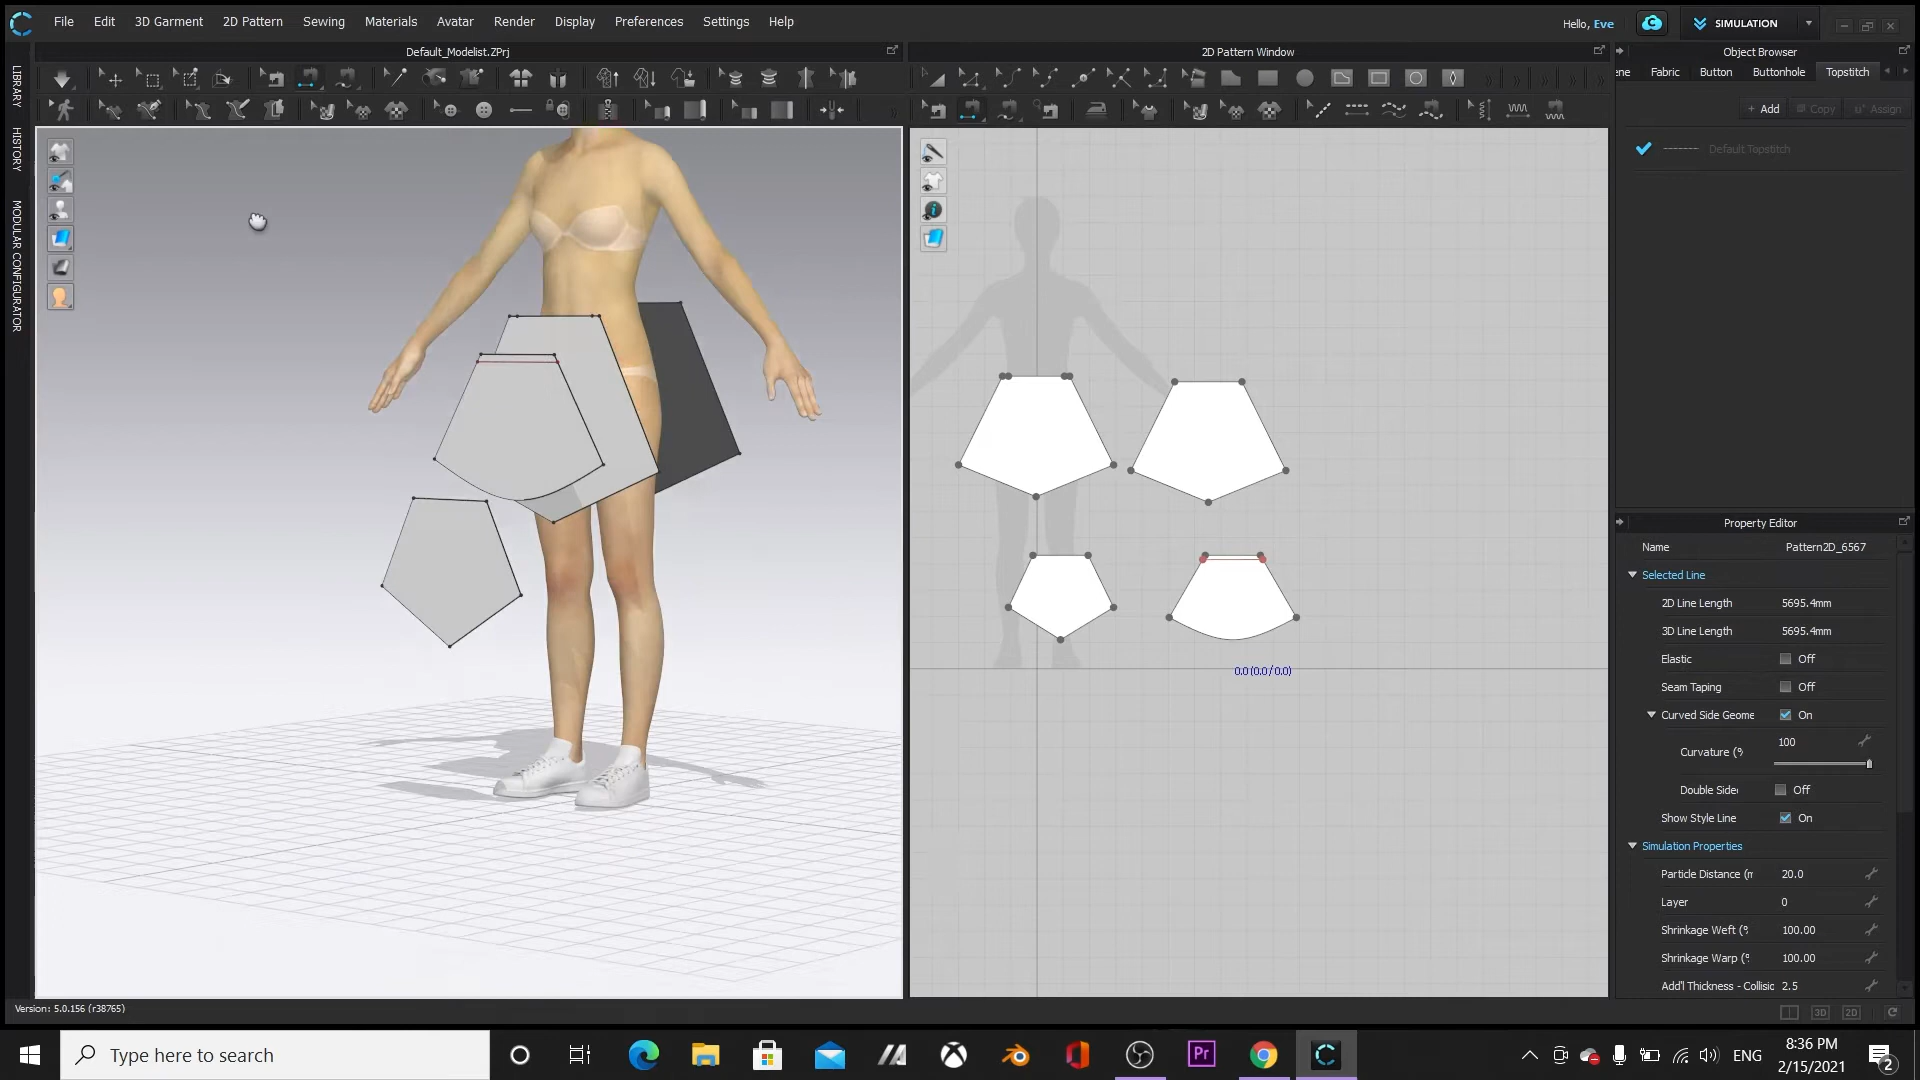 File Edit 3D Garment 2D Pattern Sewing Materials Avatar Render Display Preferences Settings Help
Hello, Eve
SIMULATION
Default_Modelist.ZPrj
2D Pattern Window
Object Browser
ene Fabric Button Buttonhole Topstitch
+ Add Copy Assign
Default Topstitch
LIBRARY
HISTORY
MODULAR CONFIGURATOR
0.0 (0.0 / 0.0)
Property Editor
Name Pattern2D_6567
Selected Line
2D Line Length 5695.4mm
3D Line Length 5695.4mm
Elastic Off
Seam Taping Off
Curved Side Geome On
Curvature (% 100
Double Side Off
Show Style Line On
Simulation Properties
Particle Distance (m 20.0
Layer 0
Shrinkage Weft (% 100.00
Shrinkage Warp (% 100.00
Add'l Thickness - Collisic 2.5
Version: 5.0.156 (r38765)
3D 2D
Type here to search
Pr
ENG
8:36 PM
2/15/2021
2